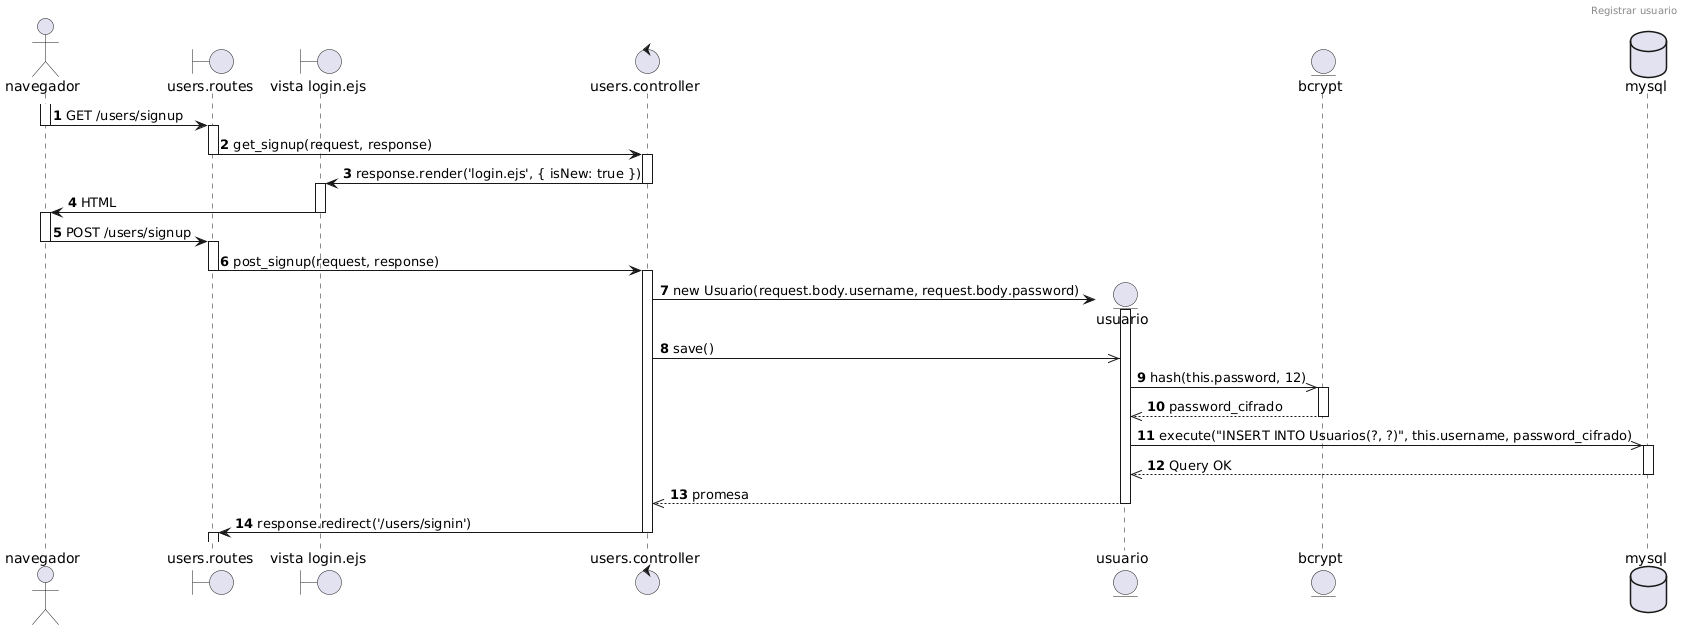 Registrar usuario
navegador
users.routes
vista login.ejs
users.controller
bcrypt
mysql
1 GET /users/signup
2 get_signup(request, response)
3 response.render('login.ejs', { isNew: true })
4 HTML
5 POST /users/signup
6 post_signup(request, response)
7 new Usuario(request.body.username, request.body.password)
usuario
8 save()
9 hash(this.password, 12)
10 password_cifrado
11 execute("INSERT INTO Usuarios(?, ?)", this.username, password_cifrado)
12 Query OK
13 promesa
14 response.redirect('/users/signin')
navegador
users.routes
vista login.ejs
users.controller
usuario
bcrypt
mysql